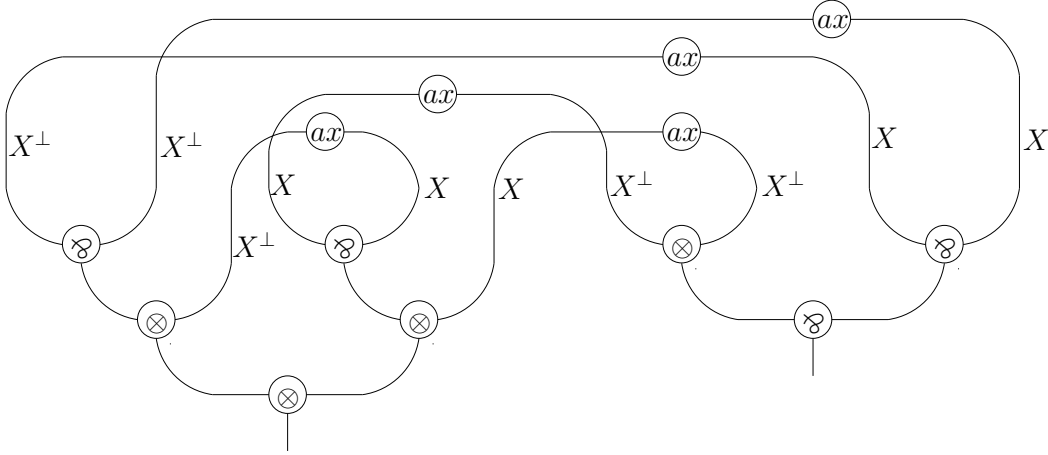 ax
ax
ax
ax ax
X⊥ X⊥ X X
X X X X⊥ X⊥
X⊥
⅋ ⅋ ⊗ ⅋
⊗ ⊗ ⅋
⊗